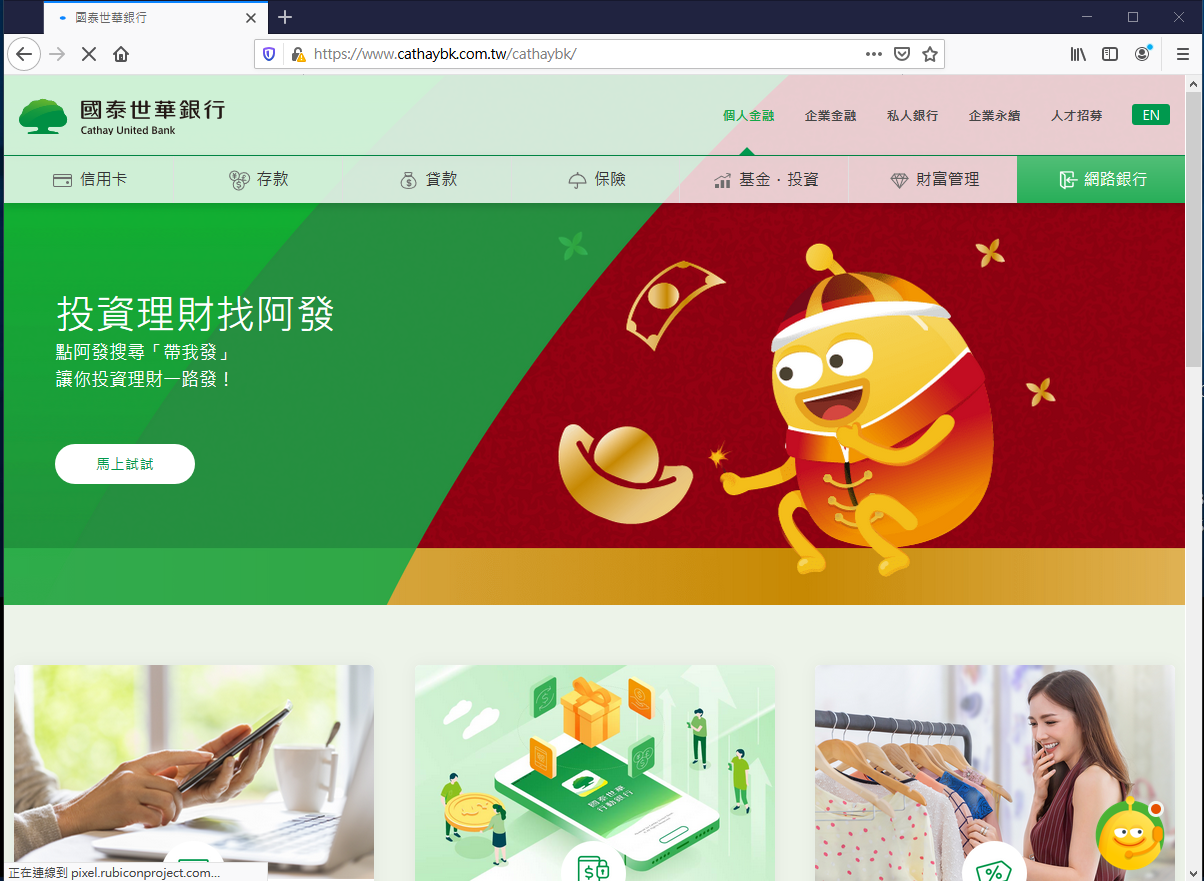 國泰世華銀行
https://www.cathaybk.com.tw/cathaybk/
國泰世華銀行
Cathay United Bank
個人金融
企業金融
私人銀行
企業永續
人才招募
EN
信用卡
存款
貸款
保險
基金．投資
財富管理
網路銀行
投資理財找阿發
點阿發搜尋「帶我發」
讓你投資理財一路發！
馬上試試
國泰世華
行動銀行
正在連線到 pixel.rubiconproject.com...